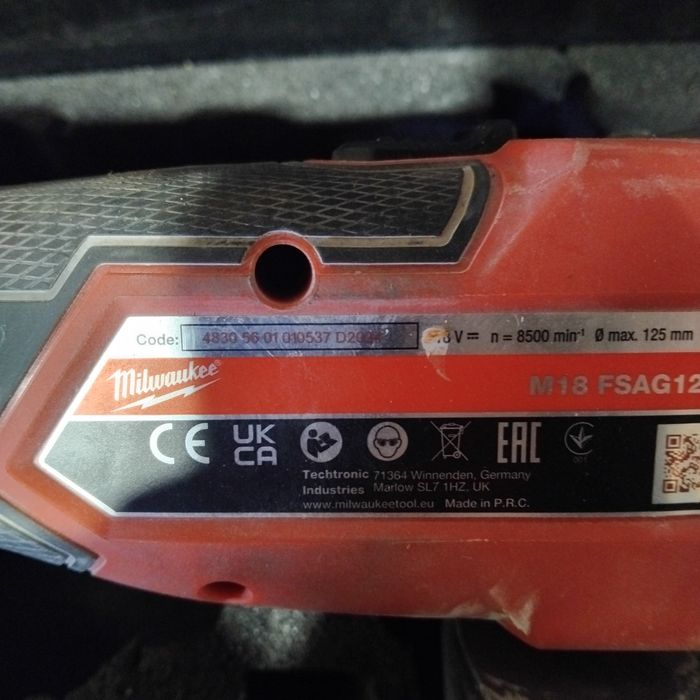 Code: 4830 56 01 010537 18 V n = 8500 min⁻¹ Ø max. 125 mm
Milwaukee®
M18 FSAG12
CE UK CA EAC 001
Techtronic 71364 Winnenden, Germany
Industries Marlow SL7 1HZ, UK
www.milwaukeetool.eu Made in P.R.C.